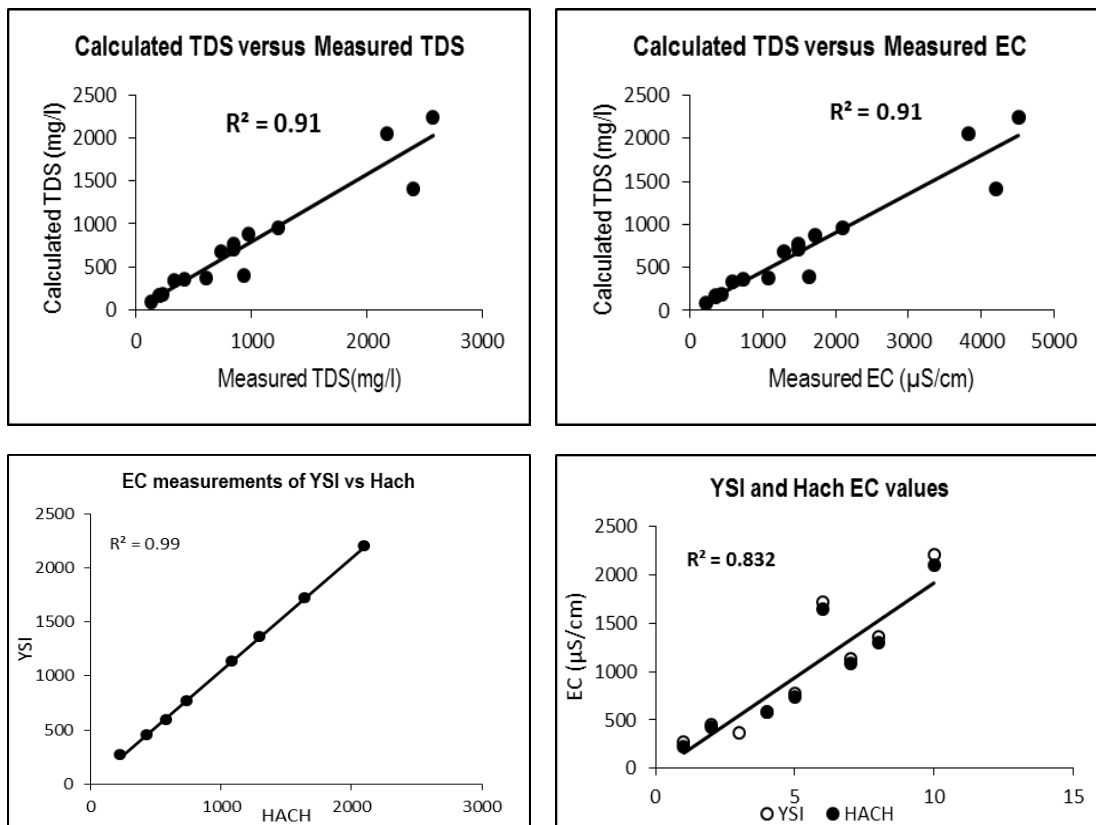 Calculated TDS versus Measured TDS
Calculated TDS (mg/l)
2500
2000
1500
1000
500
0
R² = 0.91
0 1000 2000 3000
Measured TDS(mg/l)
Calculated TDS versus Measured EC
Calculated TDS (mg/l)
2500
2000
1500
1000
500
0
R² = 0.91
0 1000 2000 3000 4000 5000
Measured EC (µS/cm)
EC measurements of YSI vs Hach
YSI
2500
2000
1500
1000
500
0
R² = 0.99
0 1000 2000 3000
HACH
YSI and Hach EC values
EC (µS/cm)
2500
2000
1500
1000
500
0
R² = 0.832
0 5 10 15
YSI HACH